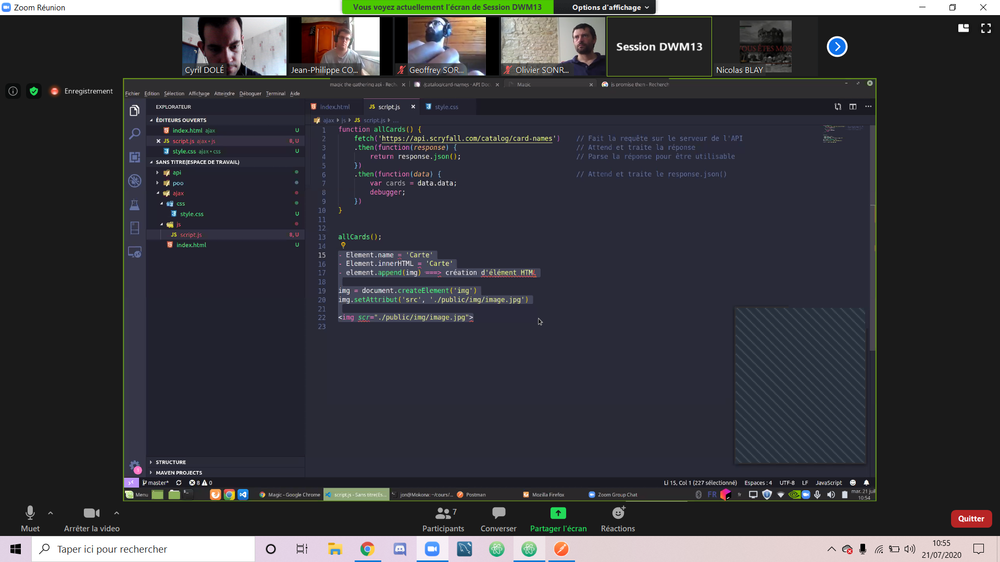 Zoom Réunion
Vous voyez actuellement l'écran de Session DWM13
Options d'affichage
Cyril DOLÉ
Jean-Philippe CO...
Geoffrey SOR...
Olivier SONR...
Session DWM13
VOUS ÊTES MOR
Nicolas BLAY
Enregistrement
magic the gathering api - Rech
/catalog/card-names · API Doc
Magic
js promise then - Recherch
Fichier Edition Sélection Affichage Atteindre Déboguer Terminal Aide
EXPLORATEUR
index.html
JS script.js
style.css
ÉDITEURS OUVERTS
ajax js JS script.js ...
index.html ajax U
JS script.js ajax • js 8, U
style.css ajax • css U
SANS TITRE(ESPACE DE TRAVAIL)
api
poo
ajax
css
style.css U
js
JS script.js 8, U
index.html U
1 function allCards() {
2 fetch('https://api.scryfall.com/catalog/card-names') // Fait la requête sur le serveur de l'API
3 .then(function(response) { // Attend et traite la réponse
4 return response.json(); // Parse la réponse pour être utilisable
5 })
6 .then(function(data) { // Attend et traite le response.json()
7 var cards = data.data;
8 debugger;
9 })
10 }
11
12
13 allCards();
14
15 - Element.name = 'Carte'
16 - Element.innerHTML = 'Carte'
17 - element.append(img) ===> création d'élément HTML
18
19 img = document.createElement('img')
20 img.setAttribut('src', './public/img/image.jpg')
21
22 <img scr="./public/img/image.jpg">
23
STRUCTURE
MAVEN PROJECTS
1
master* 8 0
Li 15, Col 1 (227 sélectionné) Espaces : 4 UTF-8 LF JavaScript
Menu
Magic - Google Chrome
script.js - Sans titre(Es...
jon@Mokona: ~/cours/...
Postman
Mozilla Firefox
Zoom Group Chat
FR
fr
mar. 21 juil
10:54
Muet
Arrêter la video
Participants 7
Converser
Partager l'écran
Réactions
Quitter
Taper ici pour rechercher
10:55
21/07/2020